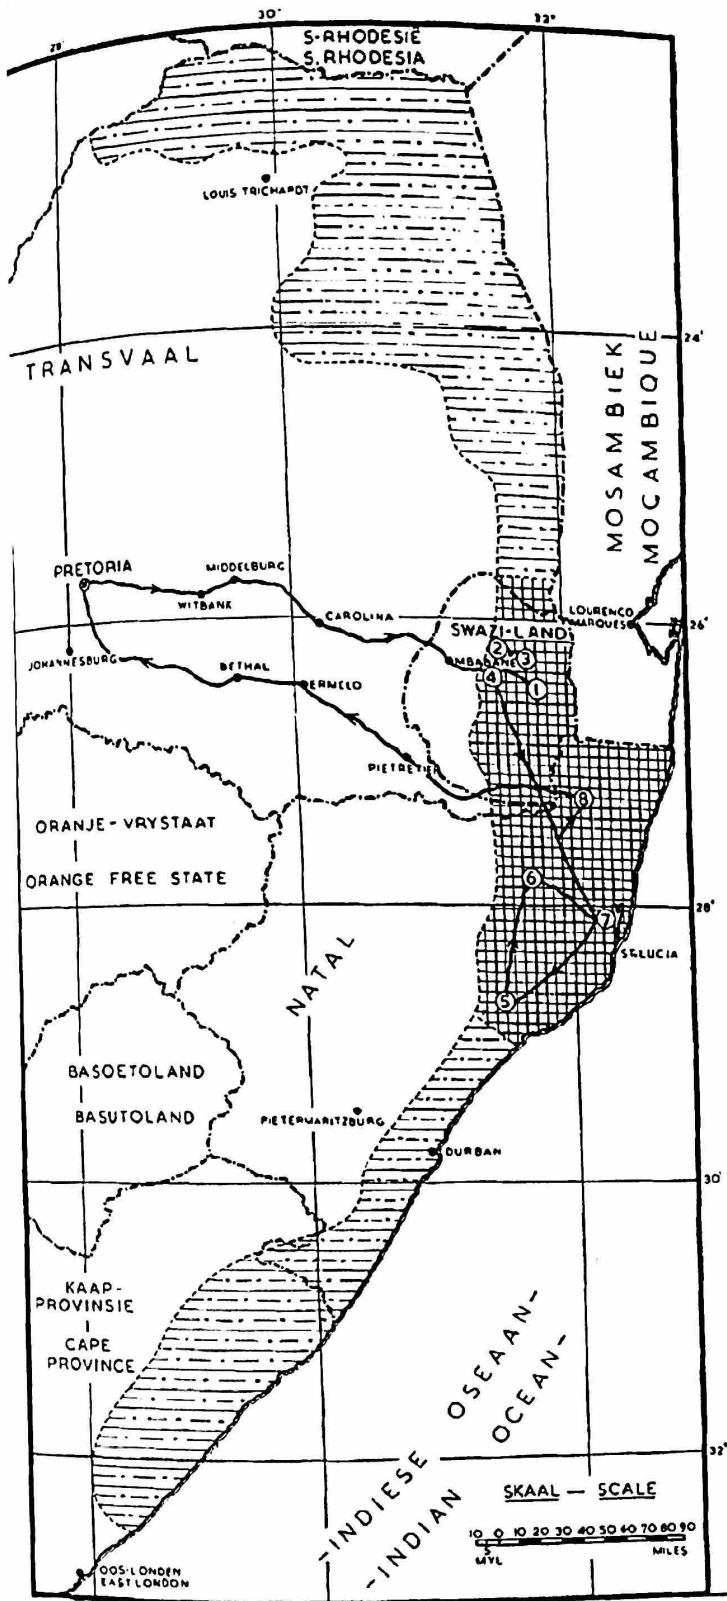 30°
32°
28°
S-RHODESIË
S. RHODESIA
LOUIS TRICHARDT
24°
TRANSVAAL
MOSAMBIEK
MOÇAMBIQUE
PRETORIA
MIDDELBURG
WITBANK
CAROLINA
LOURENCO
MARQUES
26°
SWAZI-LAND
JOHANNESBURG
BETHAL
ERMELO
MBABANE
2
3
4
1
PIETRETIEF
8
ORANJE-VRYSTAAT
ORANGE FREE STATE
6
28°
7
ST. LUCIA
NATAL
5
BASOETOLAND
BASUTOLAND
PIETERMARITZBURG
DURBAN
30°
KAAP-
PROVINSIE
CAPE
PROVINCE
-INDIESE OSEAAN-
-INDIAN OCEAN-
32°
SKAAL — SCALE
10 0 10 20 30 40 50 60 70 80 90
5
MYL MILES
OOS-LONDEN
EAST LONDON